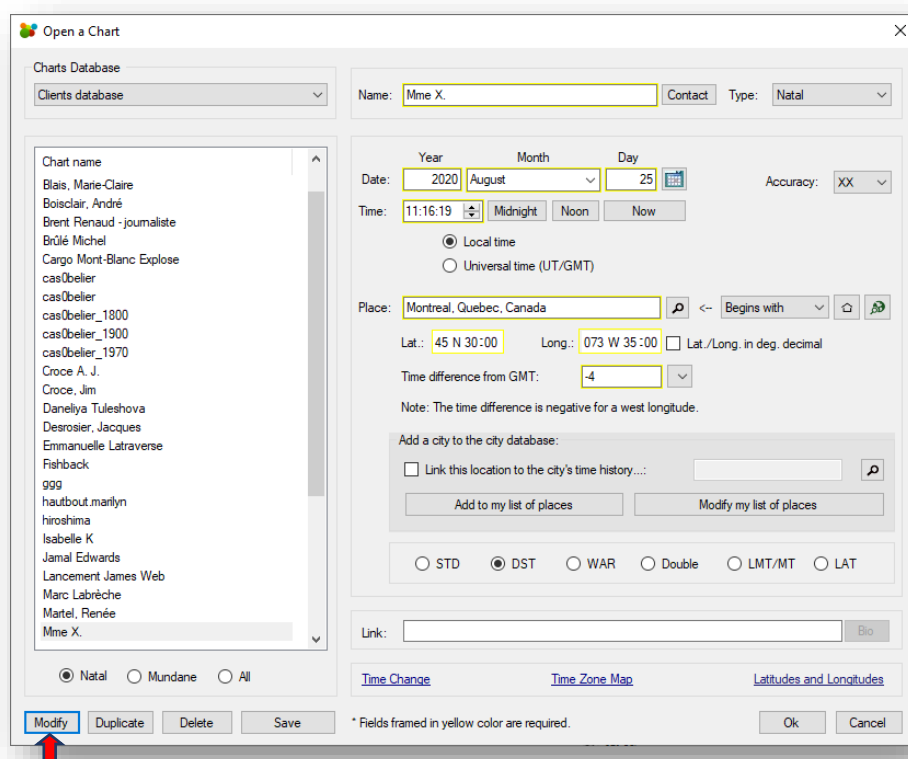 Open a Chart
Charts Database
Clients database
Name: Mme X. Contact Type: Natal
Chart name
Blais, Marie-Claire
Boisclair, André
Brent Renaud - journaliste
Brûlé Michel
Cargo Mont-Blanc Explose
cas0belier
cas0belier
cas0belier_1800
cas0belier_1900
cas0belier_1970
Croce A. J.
Croce, Jim
Daneliya Tuleshova
Desrosier, Jacques
Emmanuelle Latraverse
Fishback
ggg
hautbout.marilyn
hiroshima
Isabelle K
Jamal Edwards
Lancement James Web
Marc Labrèche
Martel, Renée
Mme X.
Natal Mundane All
Year Month Day
Date: 2020 August 25 Accuracy: XX
Time: 11:16:19 Midnight Noon Now
Local time
Universal time (UT/GMT)
Place: Montreal, Quebec, Canada <-- Begins with
Lat.: 45 N 30:00 Long.: 073 W 35:00 Lat./Long. in deg. decimal
Time difference from GMT: -4
Note: The time difference is negative for a west longitude.
Add a city to the city database:
Link this location to the city's time history...:
Add to my list of places Modify my list of places
STD DST WAR Double LMT/MT LAT
Link: Bio
Time Change Time Zone Map Latitudes and Longitudes
Modify Duplicate Delete Save * Fields framed in yellow color are required. Ok Cancel